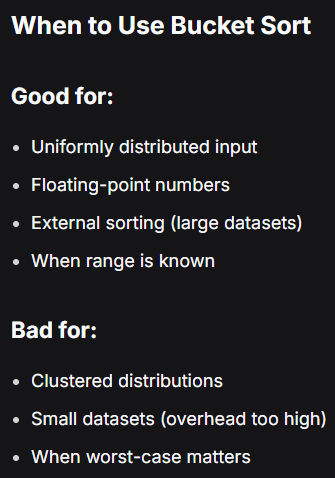 When to Use Bucket Sort
Good for:
• Uniformly distributed input
• Floating-point numbers
• External sorting (large datasets)
• When range is known
Bad for:
• Clustered distributions
• Small datasets (overhead too high)
• When worst-case matters